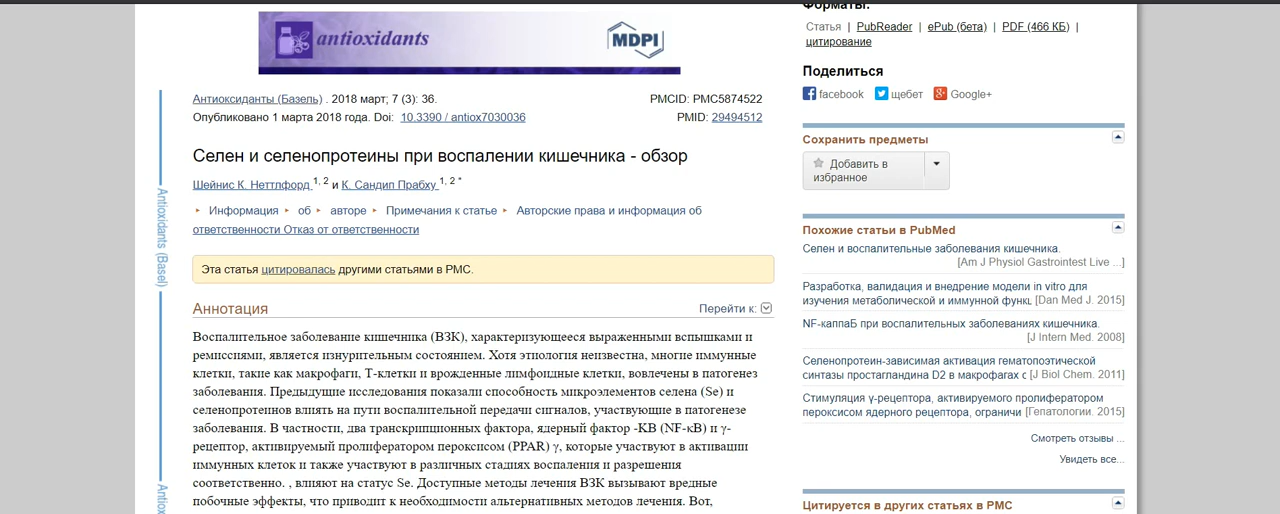 antioxidants
MDPI
Антиоксиданты (Базель) . 2018 март; 7 (3): 36.
Опубликовано 1 марта 2018 года. Doi: 10.3390 / antiox7030036
PMCID: PMC5874522
PMID: 29494512
Селен и селенопротеины при воспалении кишечника - обзор
Шейнис К. Неттлфорд 1, 2 и К. Сандип Прабху 1, 2 *
Информация об авторе Примечания к статье Авторские права и информация об
ответственности Отказ от ответственности
Эта статья цитировалась другими статьями в PMC.
Аннотация
Перейти к:
Воспалительное заболевание кишечника (ВЗК), характеризующееся выраженными вспышками и
ремиссиями, является изнурительным состоянием. Хотя этиология неизвестна, многие иммунные
клетки, такие как макрофаги, Т-клетки и врожденные лимфоидные клетки, вовлечены в патогенез
заболевания. Предыдущие исследования показали способность микроэлементов селена (Se) и
селенопротеинов влиять на пути воспалительной передачи сигналов, участвующие в патогенезе
заболевания. В частности, два транскрипционных фактора, ядерный фактор -KB (NF-κB) и γ-
рецептор, активируемый пролифератором пероксисом (PPAR) γ, которые участвуют в активации
иммунных клеток и также участвуют в различных стадиях воспаления и разрешения
соответственно. , влияют на статус Se. Доступные методы лечения ВЗК вызывают вредные
побочные эффекты, что приводит к необходимости альтернативных методов лечения. Вот,
Antioxidants (Basel)
Antiox
Форматы:
Статья | PubReader | ePub (бета) | PDF (466 КБ) |
цитирование
Поделиться
facebook щебет Google+
Сохранить предметы
Добавить в
избранное
Похожие статьи в PubMed
Селен и воспалительные заболевания кишечника.
[Am J Physiol Gastrointest Live ...]
Разработка, валидация и внедрение модели in vitro для
изучения метаболической и иммунной функц [Dan Med J. 2015]
NF-каппаБ при воспалительных заболеваниях кишечника.
[J Intern Med. 2008]
Селенопротеин-зависимая активация гематопоэтической
синтазы простагландина D2 в макрофагах с [J Biol Chem. 2011]
Стимуляция γ-рецептора, активируемого пролифератором
пероксисом ядерного рецептора, ограничи [Гепатологии. 2015]
Смотреть отзывы ...
Увидеть все...
Цитируется в других статьях в PMC